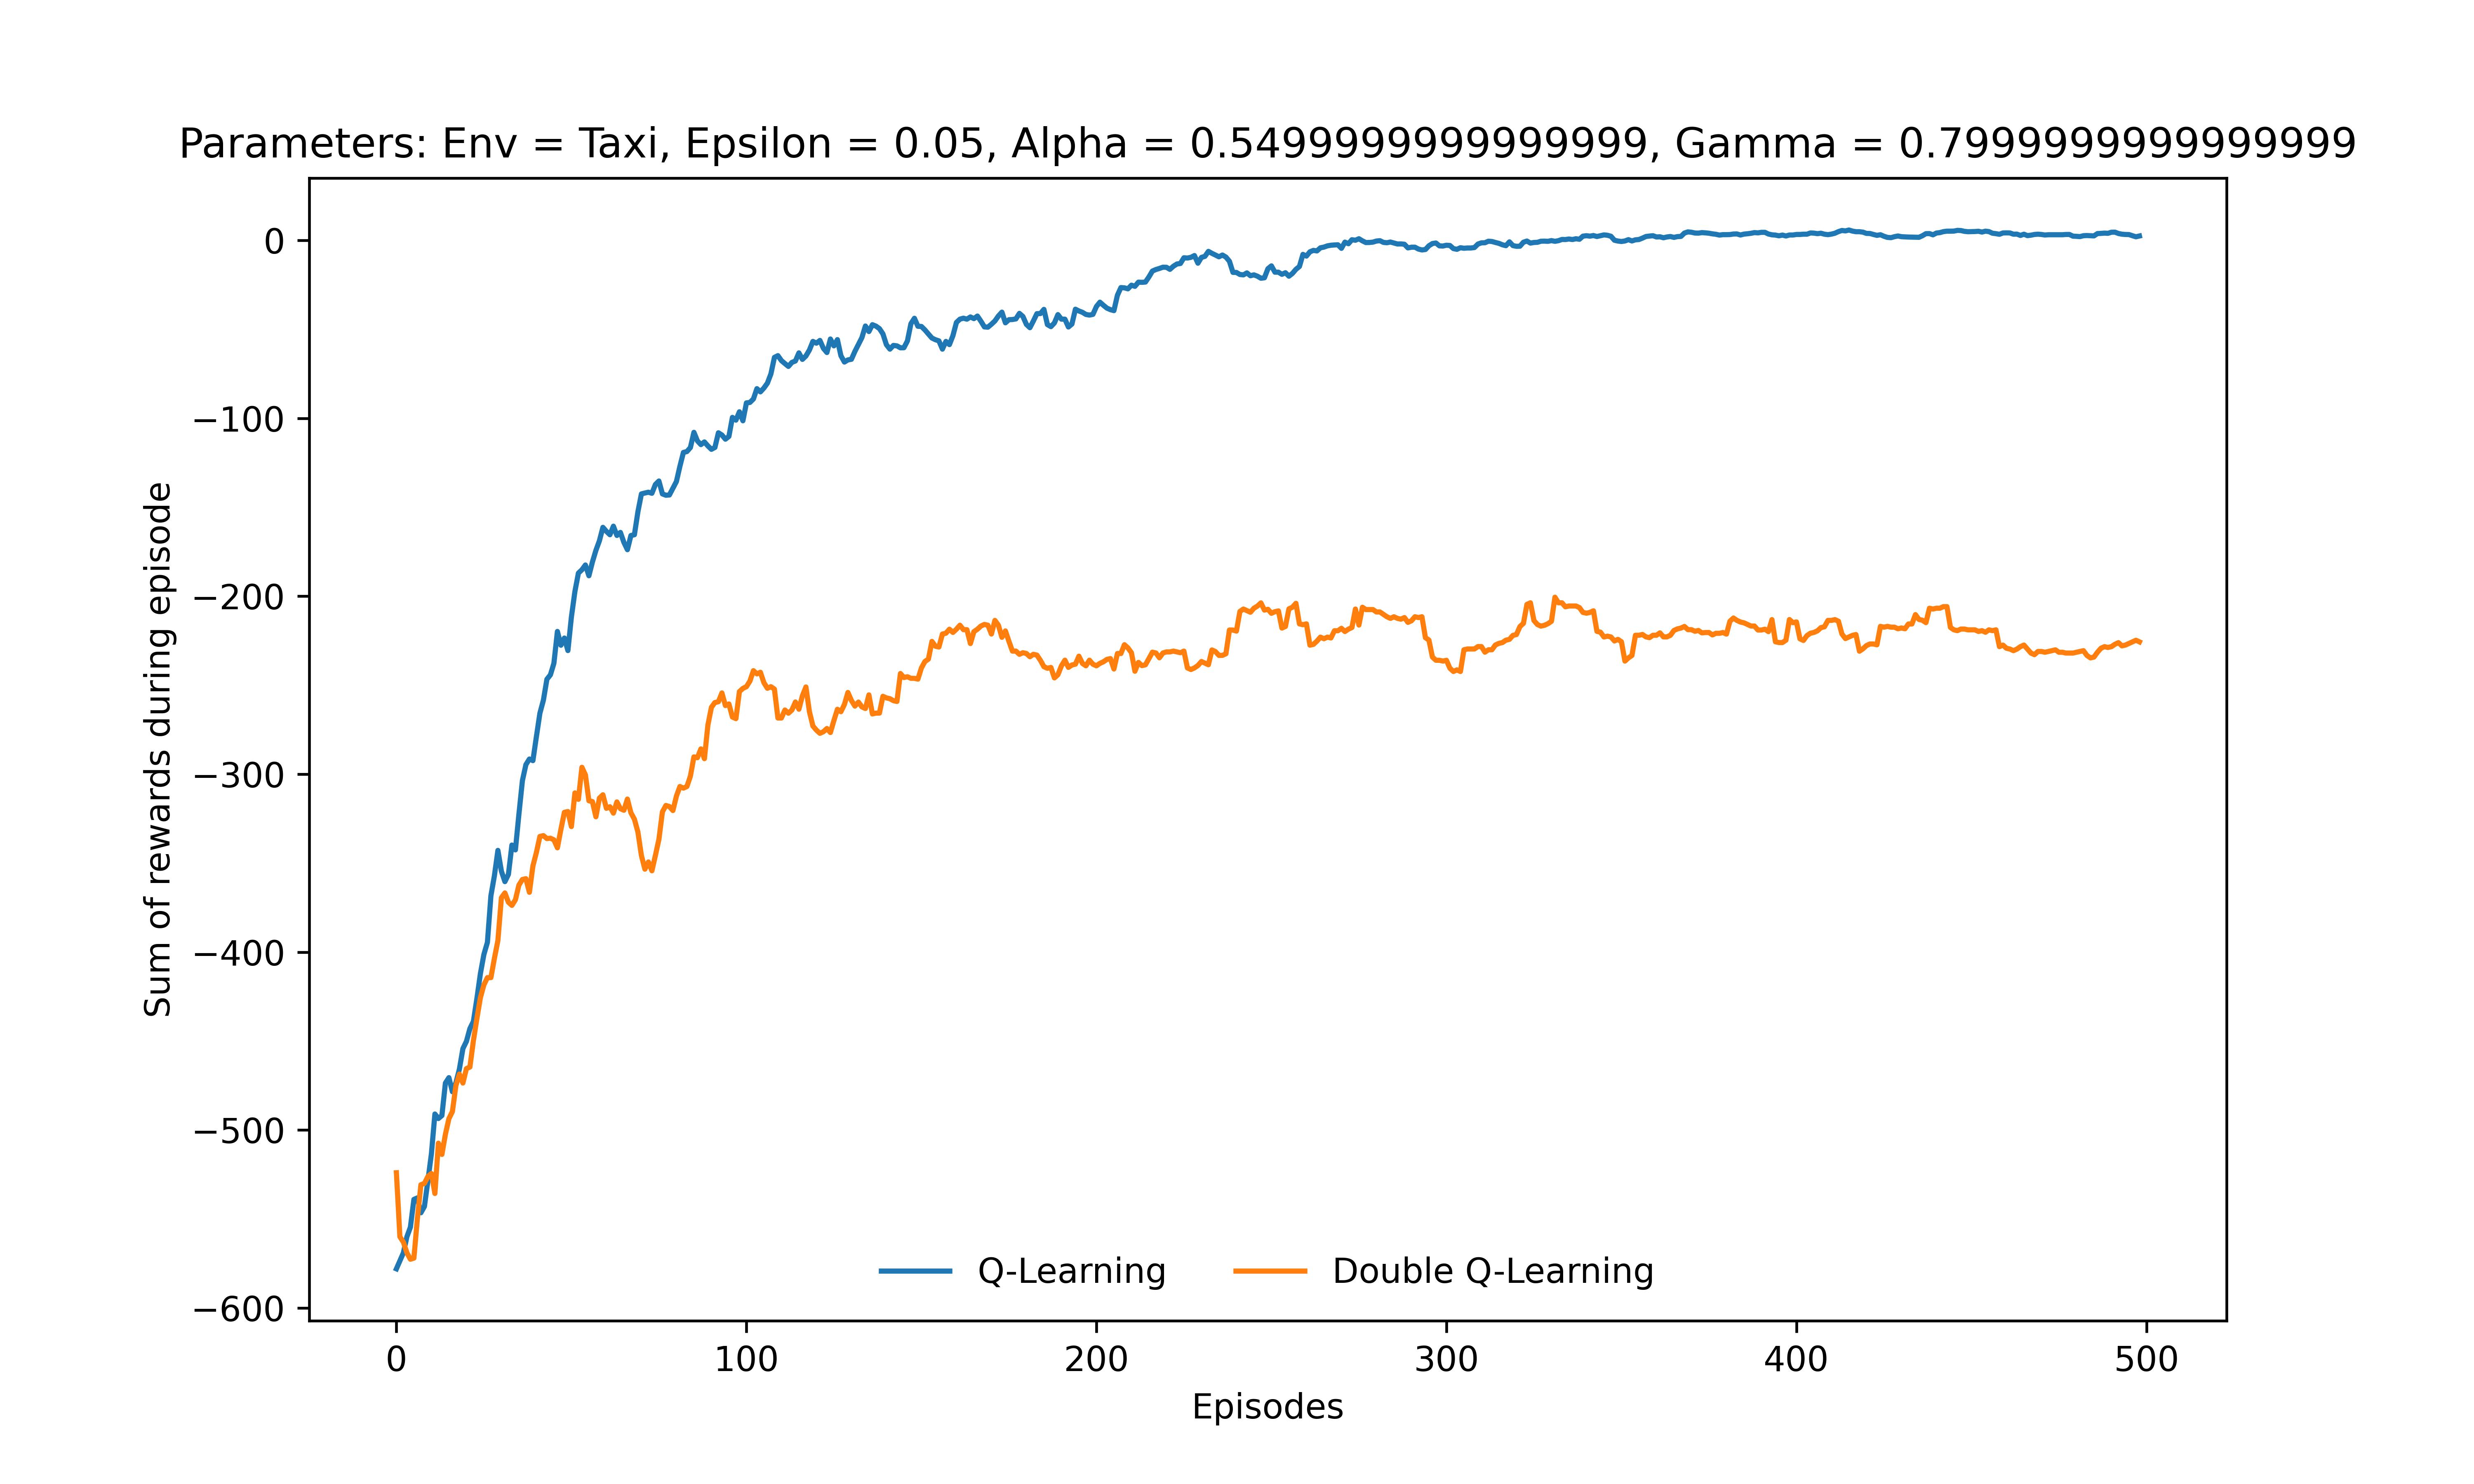 Parameters: Env = Taxi, Epsilon = 0.05, Alpha = 0.5499999999999999, Gamma = 0.7999999999999999
0
−100
−200
−300
−400
−500
−600
Sum of rewards during episode
Q-Learning Double Q-Learning
0 100 200 300 400 500
Episodes